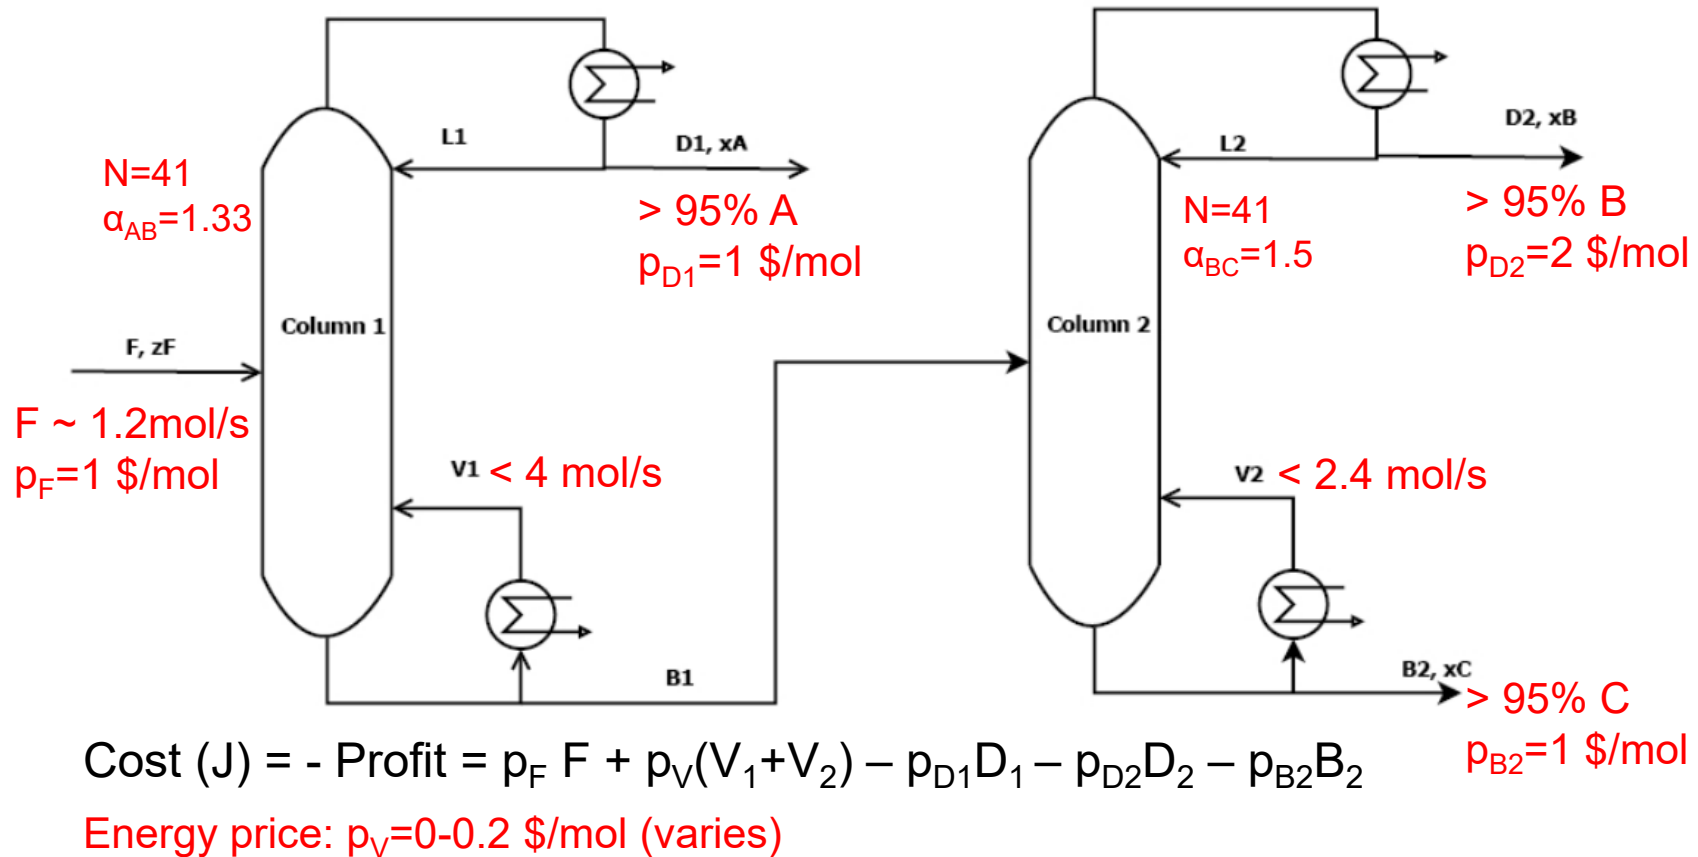 L1
D1, xA
N=41
αAB=1.33
> 95% A
pD1=1 $/mol
Column 1
F, zF
F ~ 1.2mol/s
pF=1 $/mol
V1 < 4 mol/s
B1
D2, xB
L2
N=41
αBC=1.5
> 95% B
pD2=2 $/mol
Column 2
V2 < 2.4 mol/s
B2, xC
> 95% C
pB2=1 $/mol
Cost (J) = - Profit = pF F + pV(V1+V2) – pD1D1 – pD2D2 – pB2B2
Energy price: pV=0-0.2 $/mol (varies)